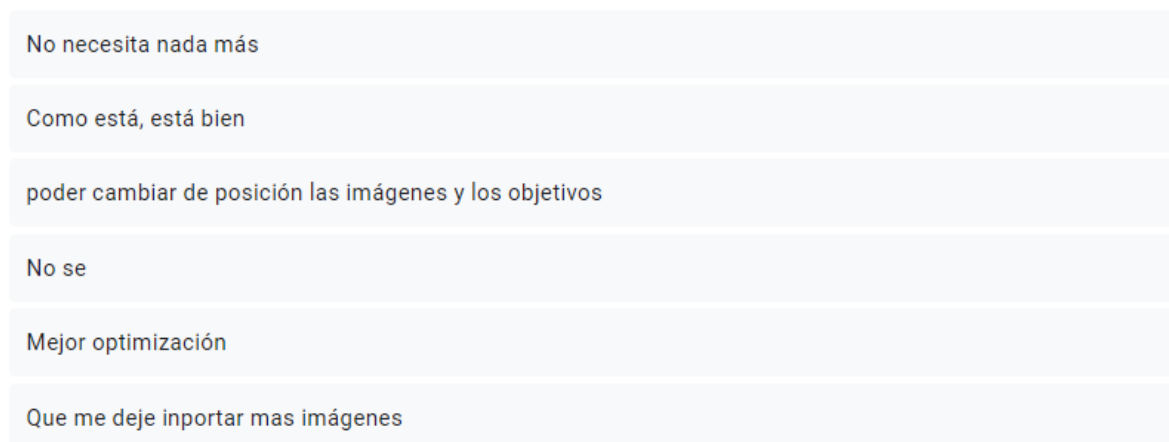 No necesita nada más
Como está, está bien
poder cambiar de posición las imágenes y los objetivos
No se
Mejor optimización
Que me deje inportar mas imágenes